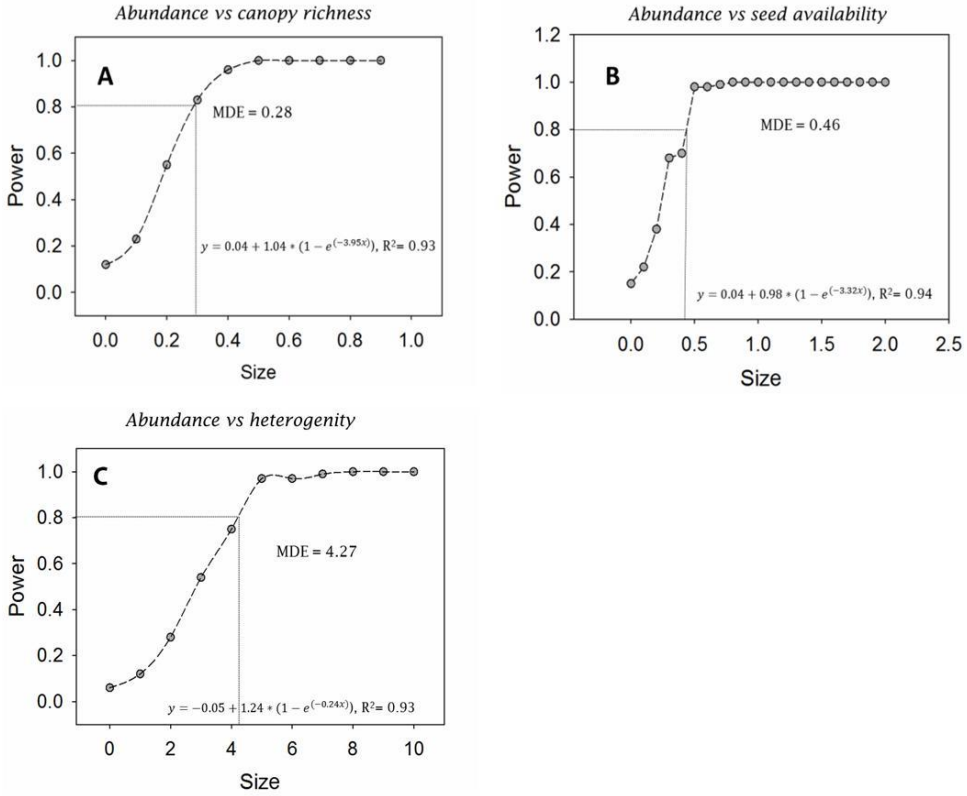 Abundance vs canopy richness
A
1.0
0.8
0.6
0.4
0.2
0.0
Power
MDE = 0.28
y = 0.04 + 1.04 * (1 − e^(−3.95x)), R²= 0.93
0.0 0.2 0.4 0.6 0.8 1.0
Size
Abundance vs seed availability
B
1.2
1.0
0.8
0.6
0.4
0.2
0.0
Power
MDE = 0.46
y = 0.04 + 0.98 * (1 − e^(−3.32x)), R²= 0.94
0.0 0.5 1.0 1.5 2.0 2.5
Size
Abundance vs heterogenity
C
1.0
0.8
0.6
0.4
0.2
0.0
Power
MDE = 4.27
y = −0.05 + 1.24 * (1 − e^(−0.24x)), R²= 0.93
0 2 4 6 8 10
Size